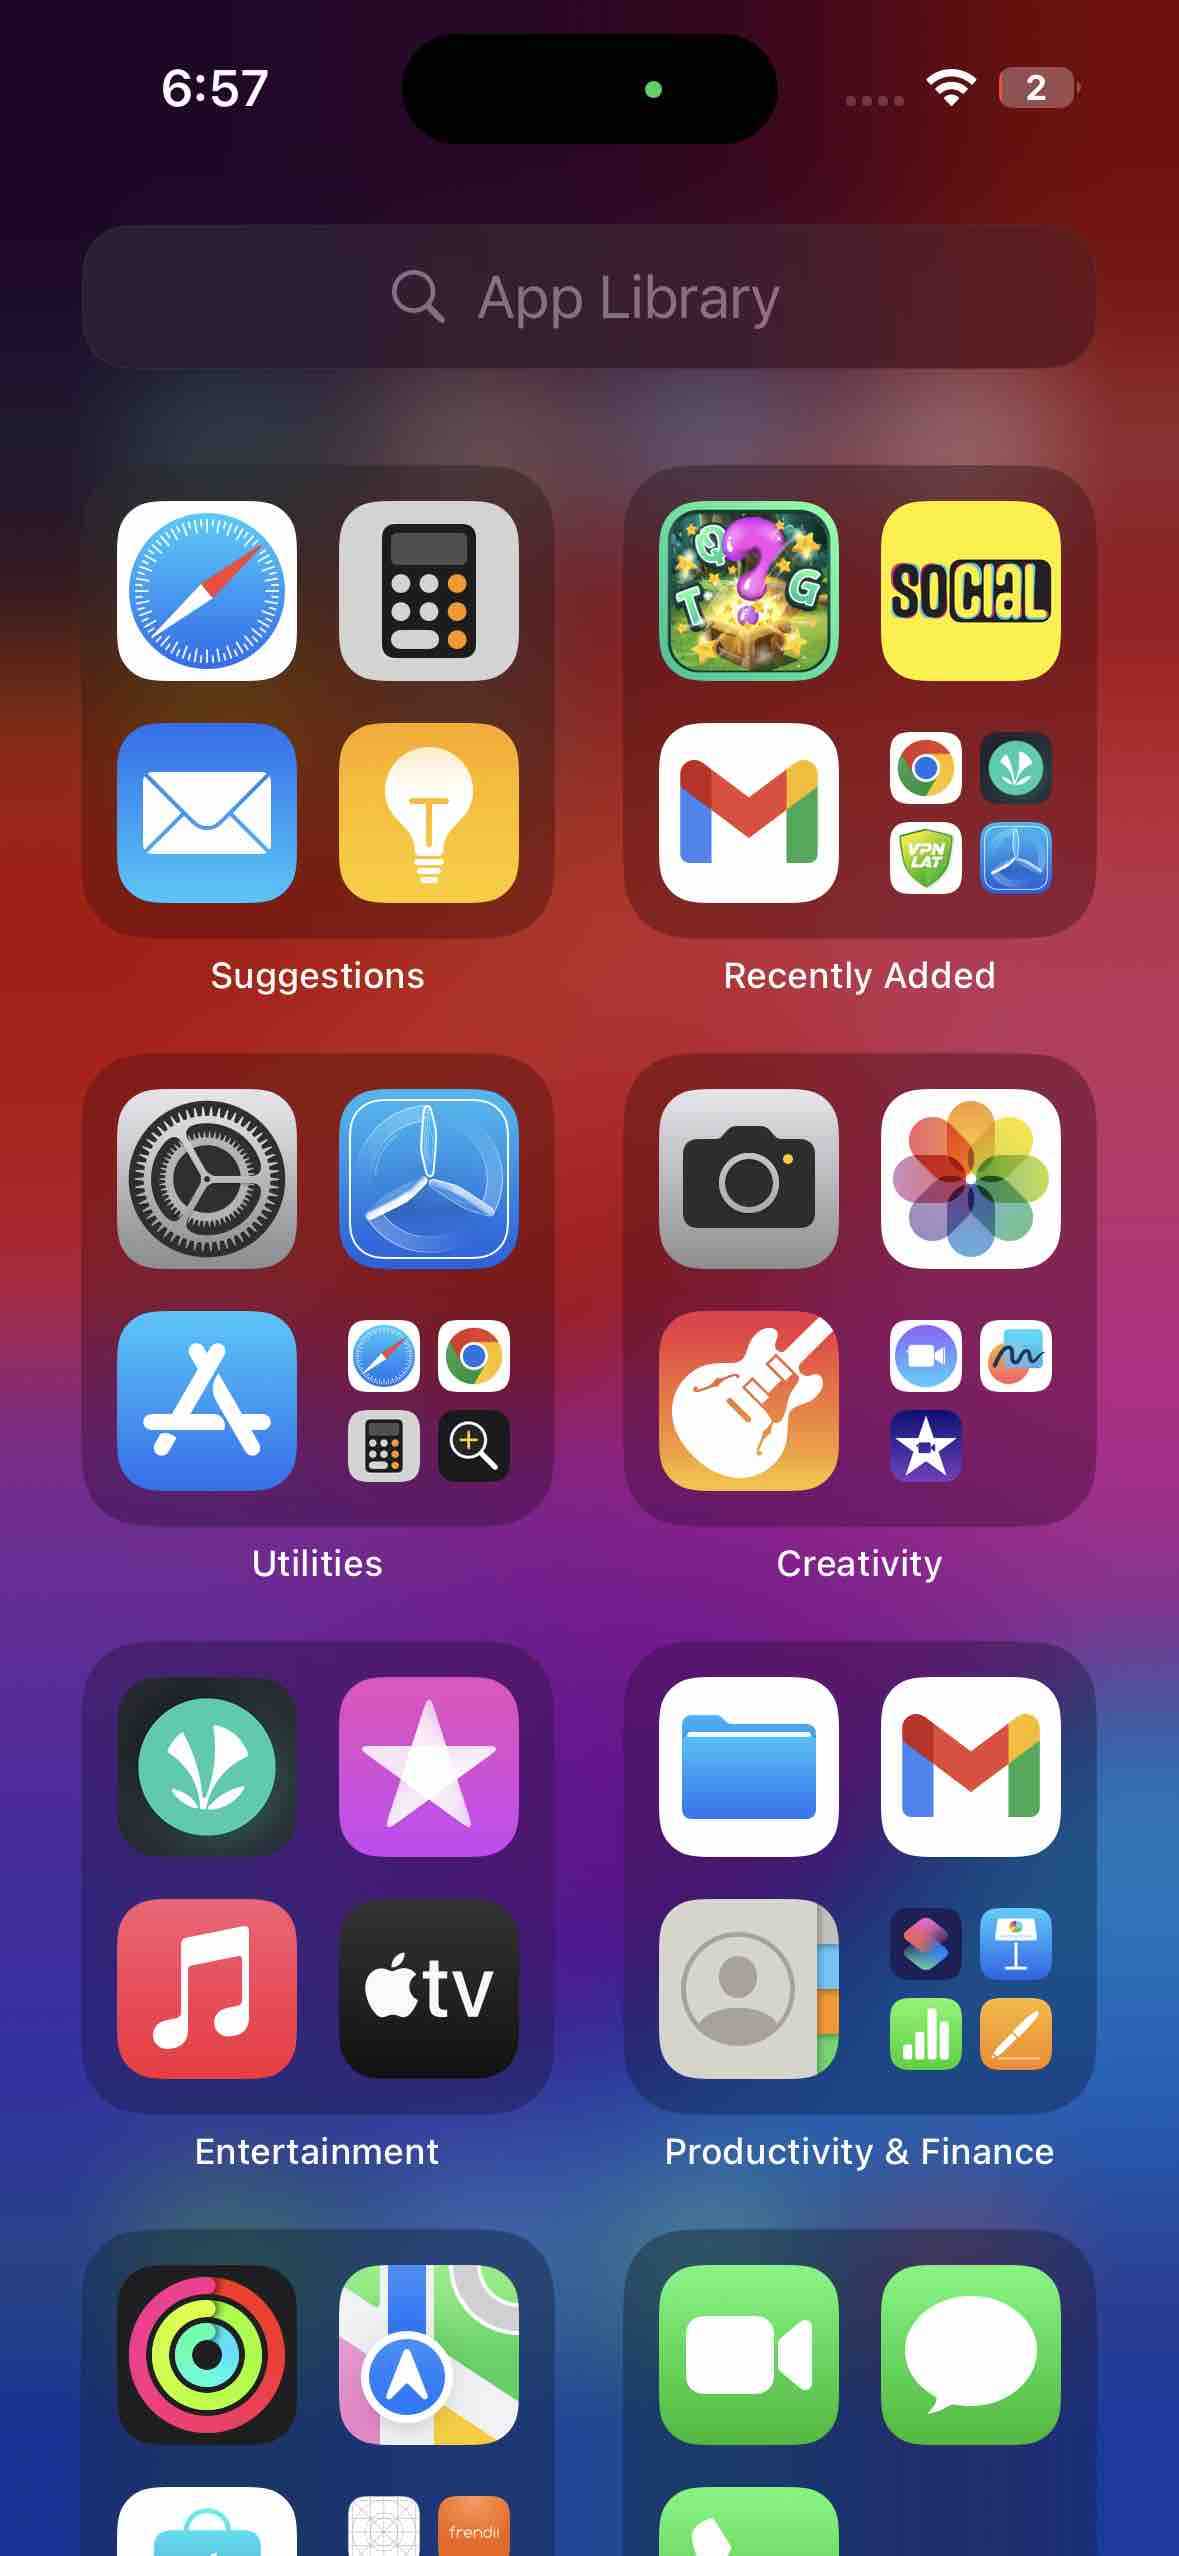 6:57
2
App Library
Q
T G
SOCIAL
VPN
LAT
Suggestions
Recently Added
Utilities
Creativity
tv
Entertainment
Productivity & Finance
frendii